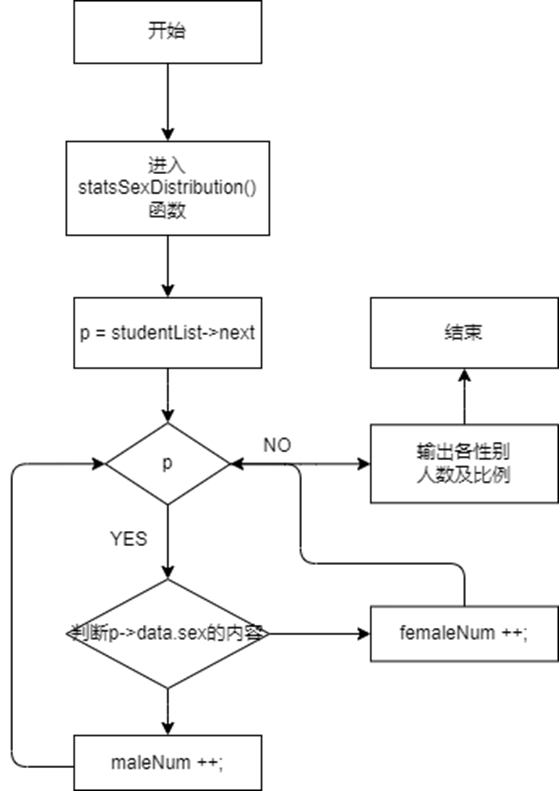 开始
进入
statsSexDistribution()
函数
p = studentList->next
结束
p
NO
输出各性别
人数及比例
YES
判断p->data.sex的内容
femaleNum ++;
maleNum ++;